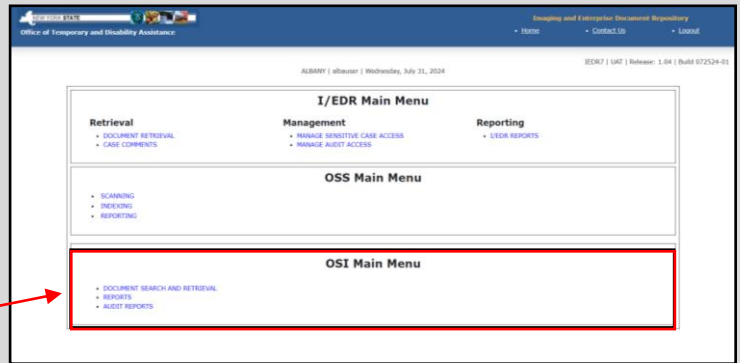 NEW YORK STATE
Office of Temporary and Disability Assistance
Imaging and Enterprise Document Repository
• Home • Contact Us • Logout
IEDR7 | UAT | Release: 1.04 | Build 072524-01
ALBANY | albauser | Wednesday, July 31, 2024
I/EDR Main Menu
Retrieval Management Reporting
• DOCUMENT RETRIEVAL • MANAGE SENSITIVE CASE ACCESS • I/EDR REPORTS
• CASE COMMENTS • MANAGE AUDIT ACCESS
OSS Main Menu
• SCANNING
• INDEXING
• REPORTING
OSI Main Menu
• DOCUMENT SEARCH AND RETRIEVAL
• REPORTS
• AUDIT REPORTS